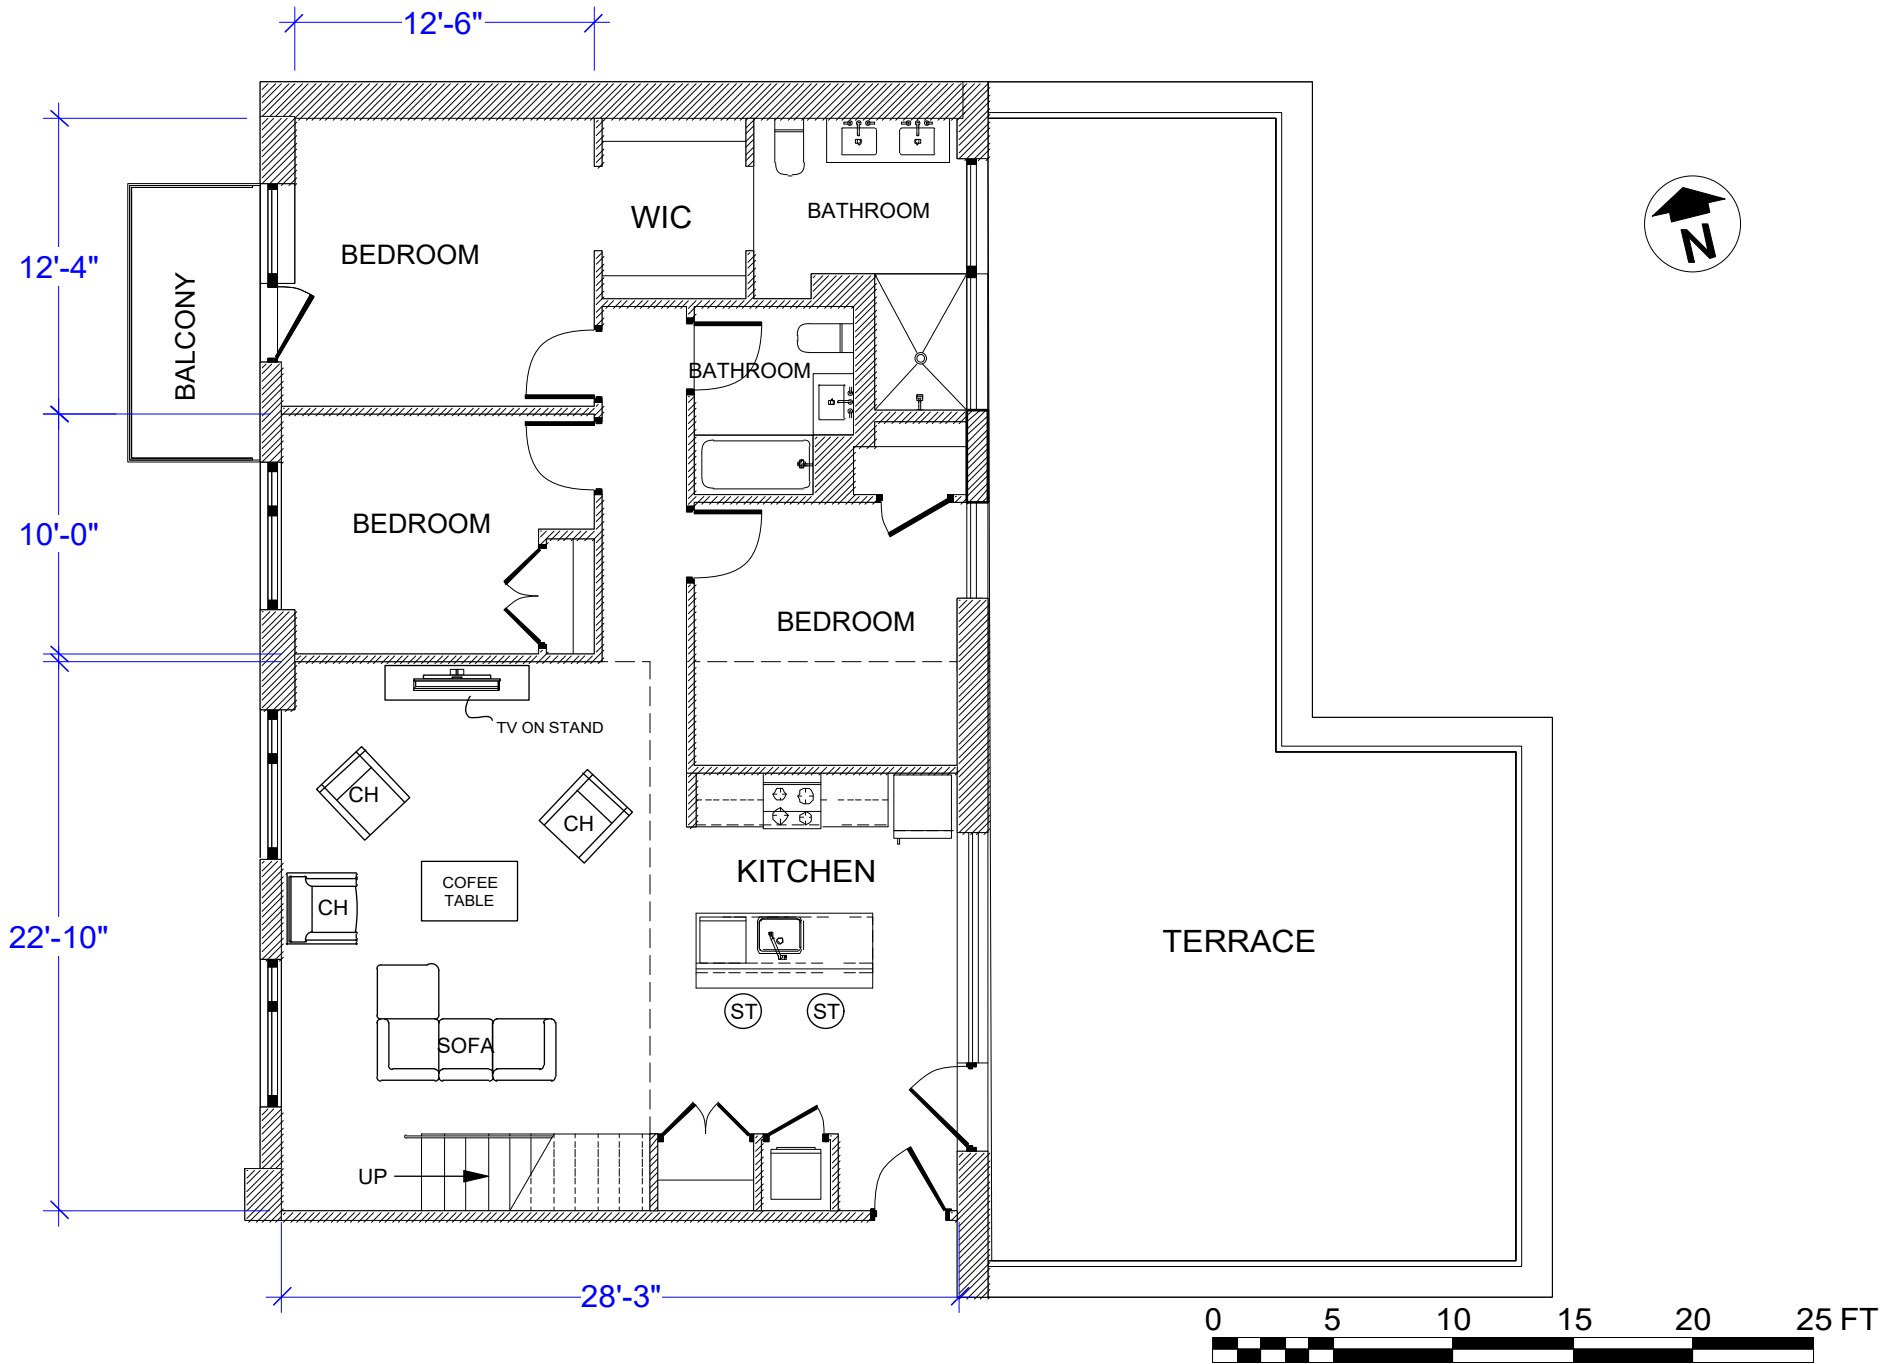 12'-6"
WIC
BATHROOM
BEDROOM
12'-4"
BALCONY
N
BATHROOM
BEDROOM
10'-0"
BEDROOM
TV ON STAND
CH
CH
KITCHEN
COFEE
TABLE
CH
22'-10"
TERRACE
ST
ST
SOFA
UP
28'-3"
0 5 10 15 20 25 FT